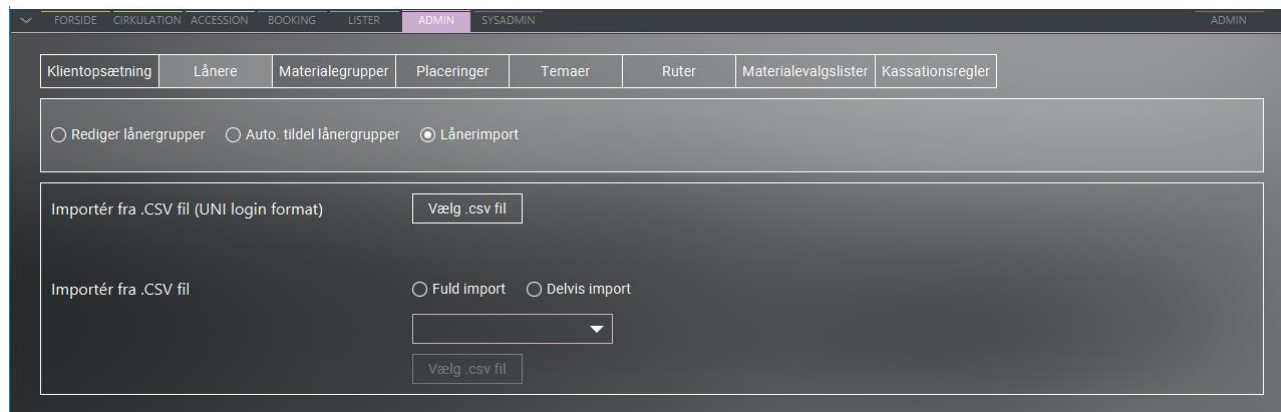 FORSIDE CIRKULATION ACCESSION BOOKING LISTER ADMIN SYSADMIN ADMIN
Klientopsætning Lånere Materialegrupper Placeringer Temaer Ruter Materialevalgslister Kassationsregler
Rediger lånergrupper Auto. tildel lånergrupper Lånerimport
Importér fra .CSV fil (UNI login format) Vælg .csv fil
Importér fra .CSV fil Fuld import Delvis import
Vælg .csv fil